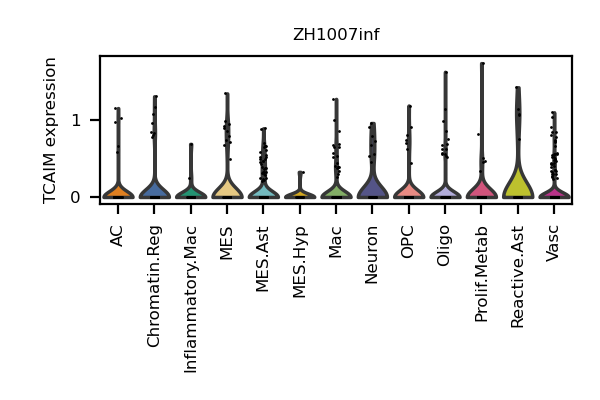 ZH1007inf
TCAIM expression
1
0
AC
Chromatin.Reg
Inflammatory.Mac
MES
MES.Ast
MES.Hyp
Mac
Neuron
OPC
Oligo
Prolif.Metab
Reactive.Ast
Vasc